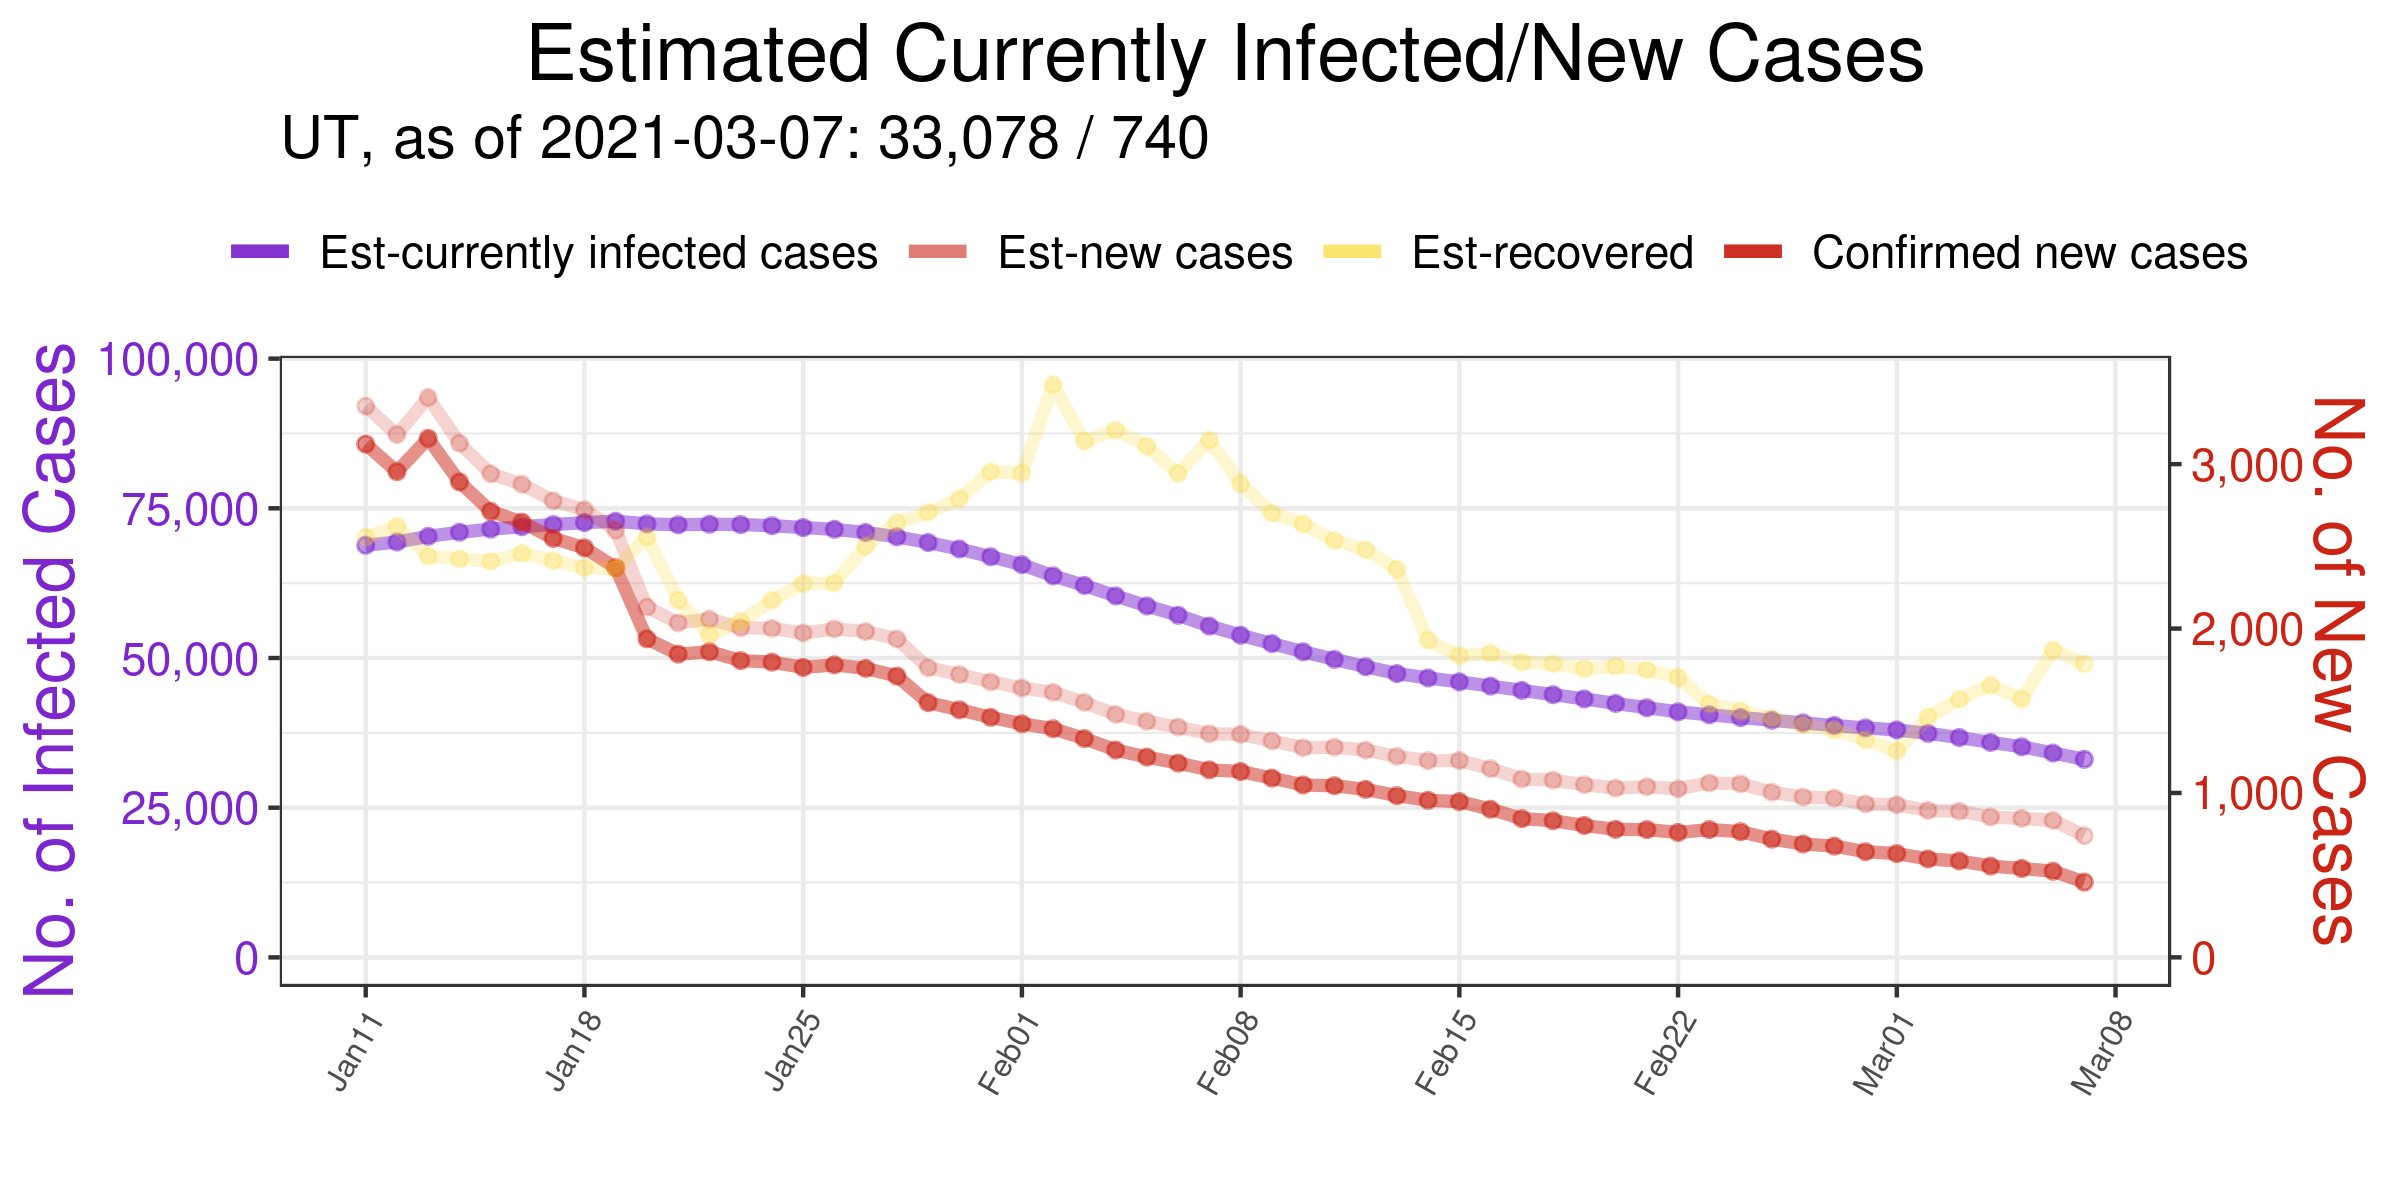 Estimated Currently Infected/New Cases
UT, as of 2021-03-07: 33,078 / 740
Est-currently infected cases Est-new cases Est-recovered Confirmed new cases
No. of Infected Cases
100,000
75,000
50,000
25,000
0
3,000
2,000
1,000
0
No. of New Cases
Jan11 Jan18 Jan25 Feb01 Feb08 Feb15 Feb22 Mar01 Mar08